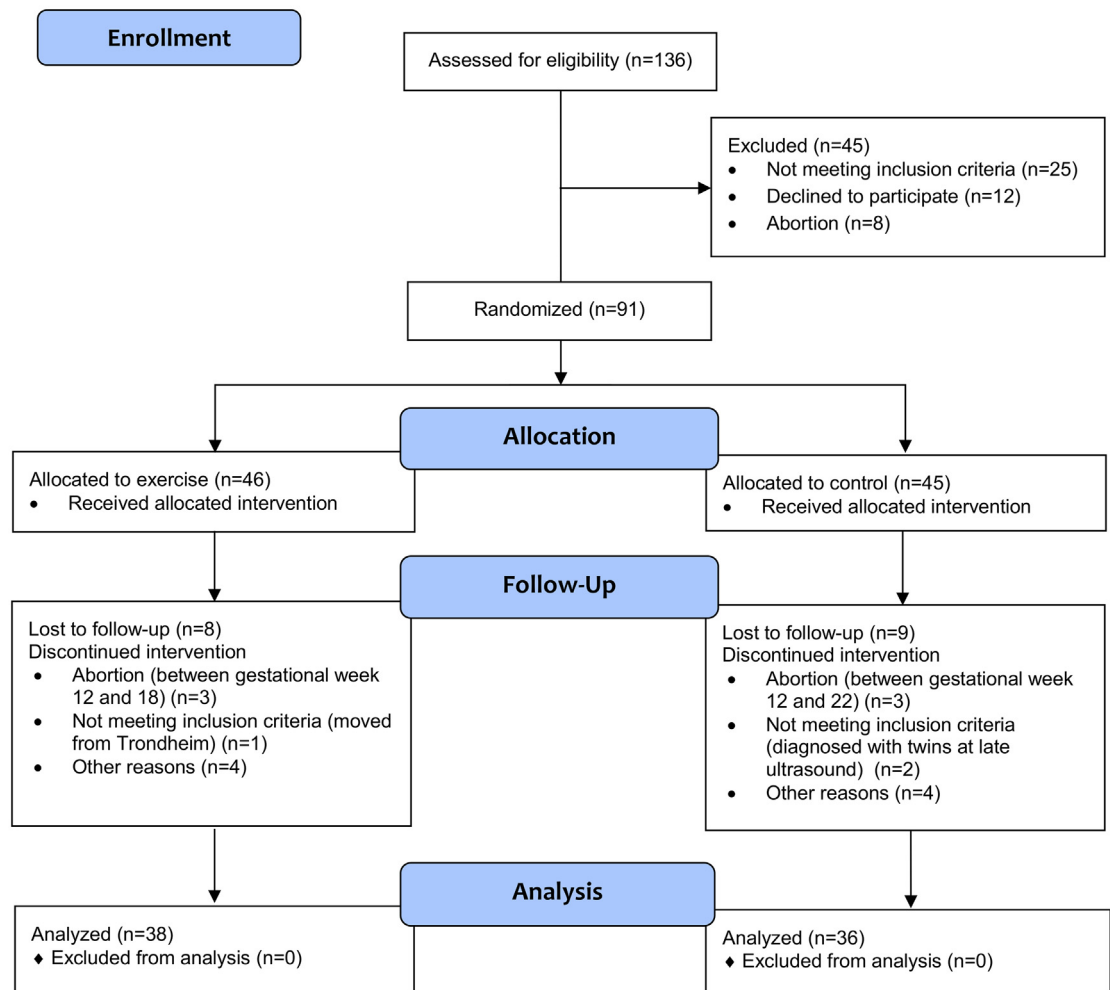 Enrollment
Assessed for eligibility (n=136)
Excluded (n=45)
• Not meeting inclusion criteria (n=25)
• Declined to participate (n=12)
• Abortion (n=8)
Randomized (n=91)
Allocation
Allocated to exercise (n=46)
• Received allocated intervention
Allocated to control (n=45)
• Received allocated intervention
Follow-Up
Lost to follow-up (n=8)
Discontinued intervention
• Abortion (between gestational week
12 and 18) (n=3)
• Not meeting inclusion criteria (moved
from Trondheim) (n=1)
• Other reasons (n=4)
Lost to follow-up (n=9)
Discontinued intervention
• Abortion (between gestational week
12 and 22) (n=3)
• Not meeting inclusion criteria
(diagnosed with twins at late
ultrasound) (n=2)
• Other reasons (n=4)
Analysis
Analyzed (n=38)
♦ Excluded from analysis (n=0)
Analyzed (n=36)
♦ Excluded from analysis (n=0)